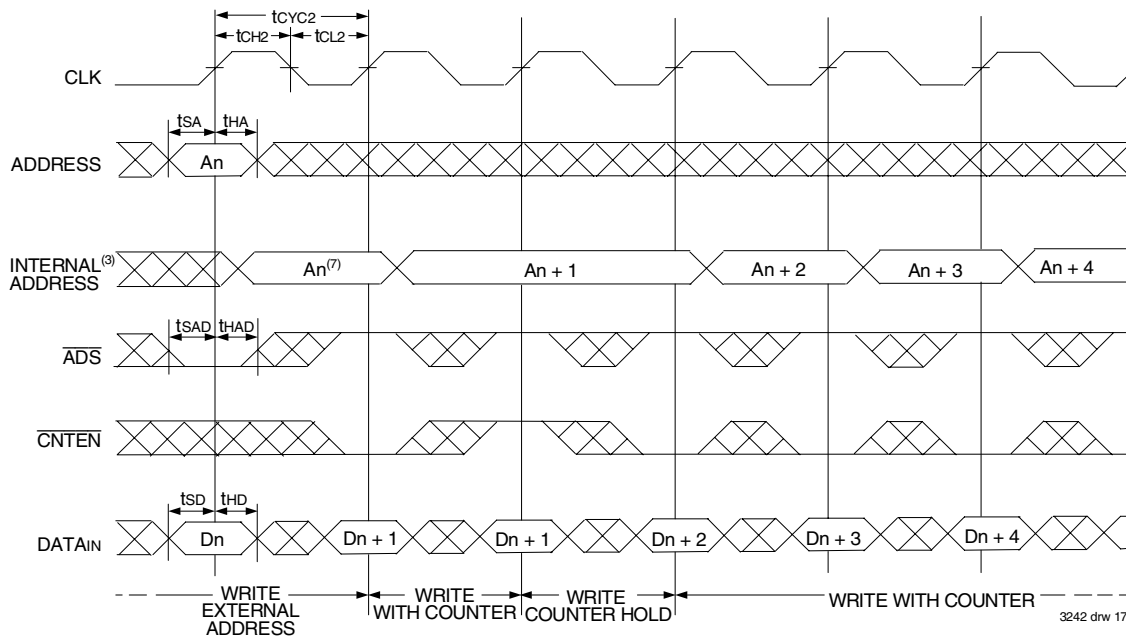 tCYC2
tCH2 tCL2
CLK
tSA tHA
ADDRESS An
INTERNAL(3) ADDRESS An(7) An + 1 An + 2 An + 3 An + 4
tSAD tHAD
ADS
CNTEN
tSD tHD
DATAIN Dn Dn + 1 Dn + 1 Dn + 2 Dn + 3 Dn + 4
WRITE EXTERNAL ADDRESS
WRITE WITH COUNTER
WRITE COUNTER HOLD
WRITE WITH COUNTER
3242 drw 17